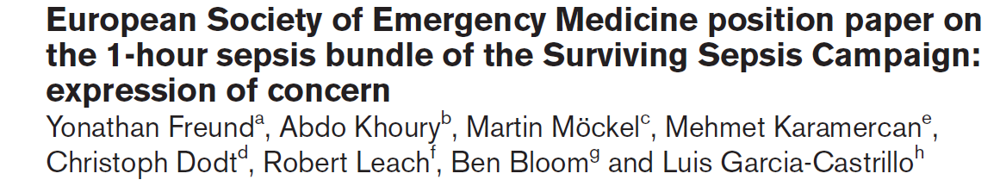 European Society of Emergency Medicine position paper on
the 1-hour sepsis bundle of the Surviving Sepsis Campaign:
expression of concern
Yonathan Freundᵃ, Abdo Khouryᵇ, Martin Möckelᶜ, Mehmet Karamercanᵉ,
Christoph Dodtᵈ, Robert Leachᶠ, Ben Bloomᵍ and Luis Garcia-Castrilloʰ